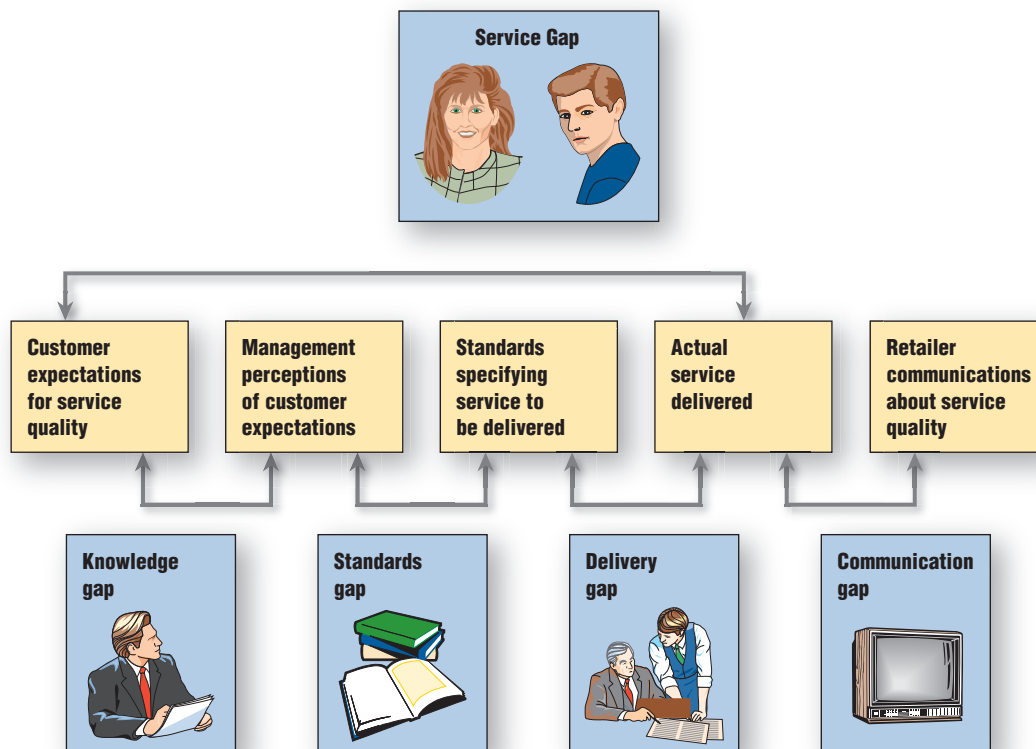 Service Gap
Customer
expectations
for service
quality
Management
perceptions
of customer
expectations
Standards
specifying
service to
be delivered
Actual
service
delivered
Retailer
communications
about service
quality
Knowledge
gap
Standards
gap
Delivery
gap
Communication
gap